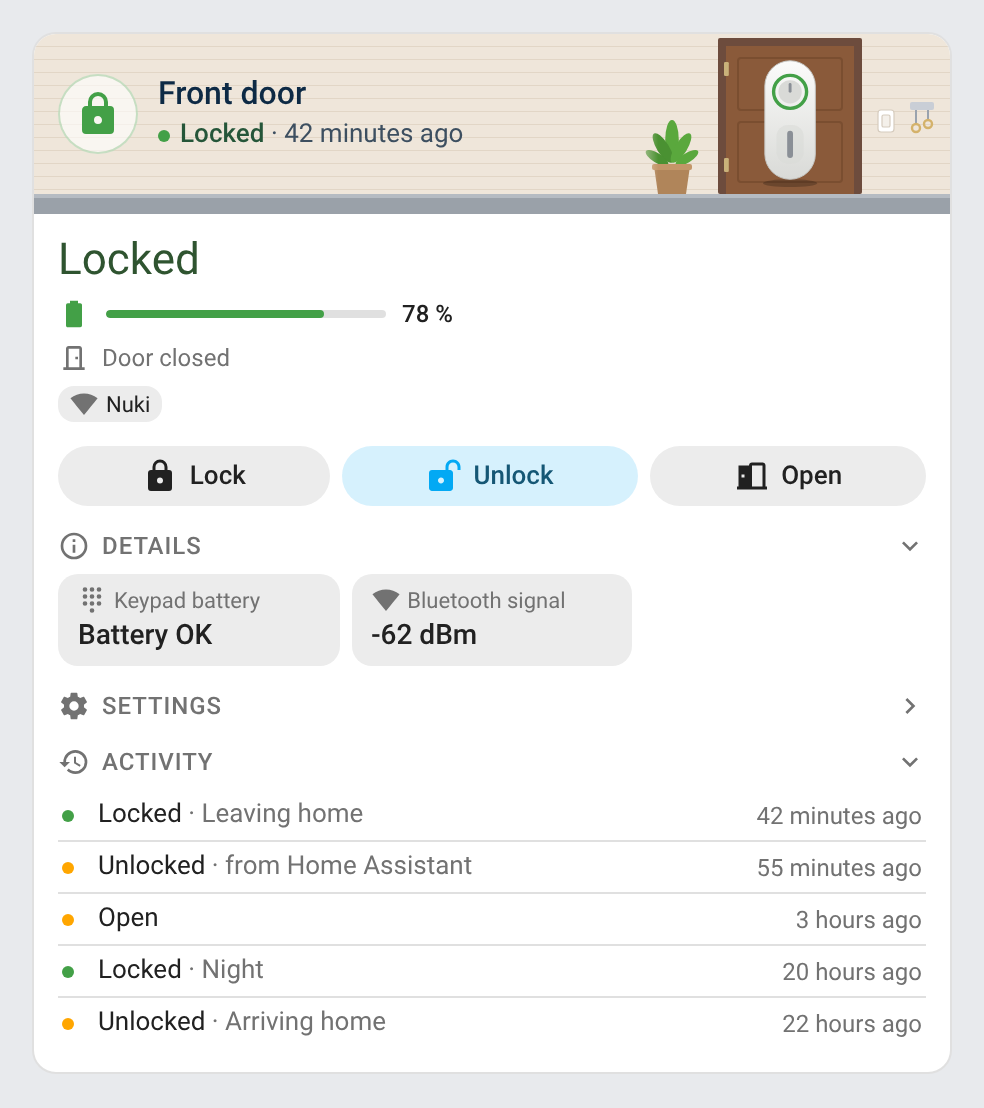 Front door
Locked · 42 minutes ago
Locked
78 %
Door closed
Nuki
Lock Unlock Open
DETAILS
Keypad battery Bluetooth signal
Battery OK -62 dBm
SETTINGS
ACTIVITY
Locked · Leaving home 42 minutes ago
Unlocked · from Home Assistant 55 minutes ago
Open 3 hours ago
Locked · Night 20 hours ago
Unlocked · Arriving home 22 hours ago